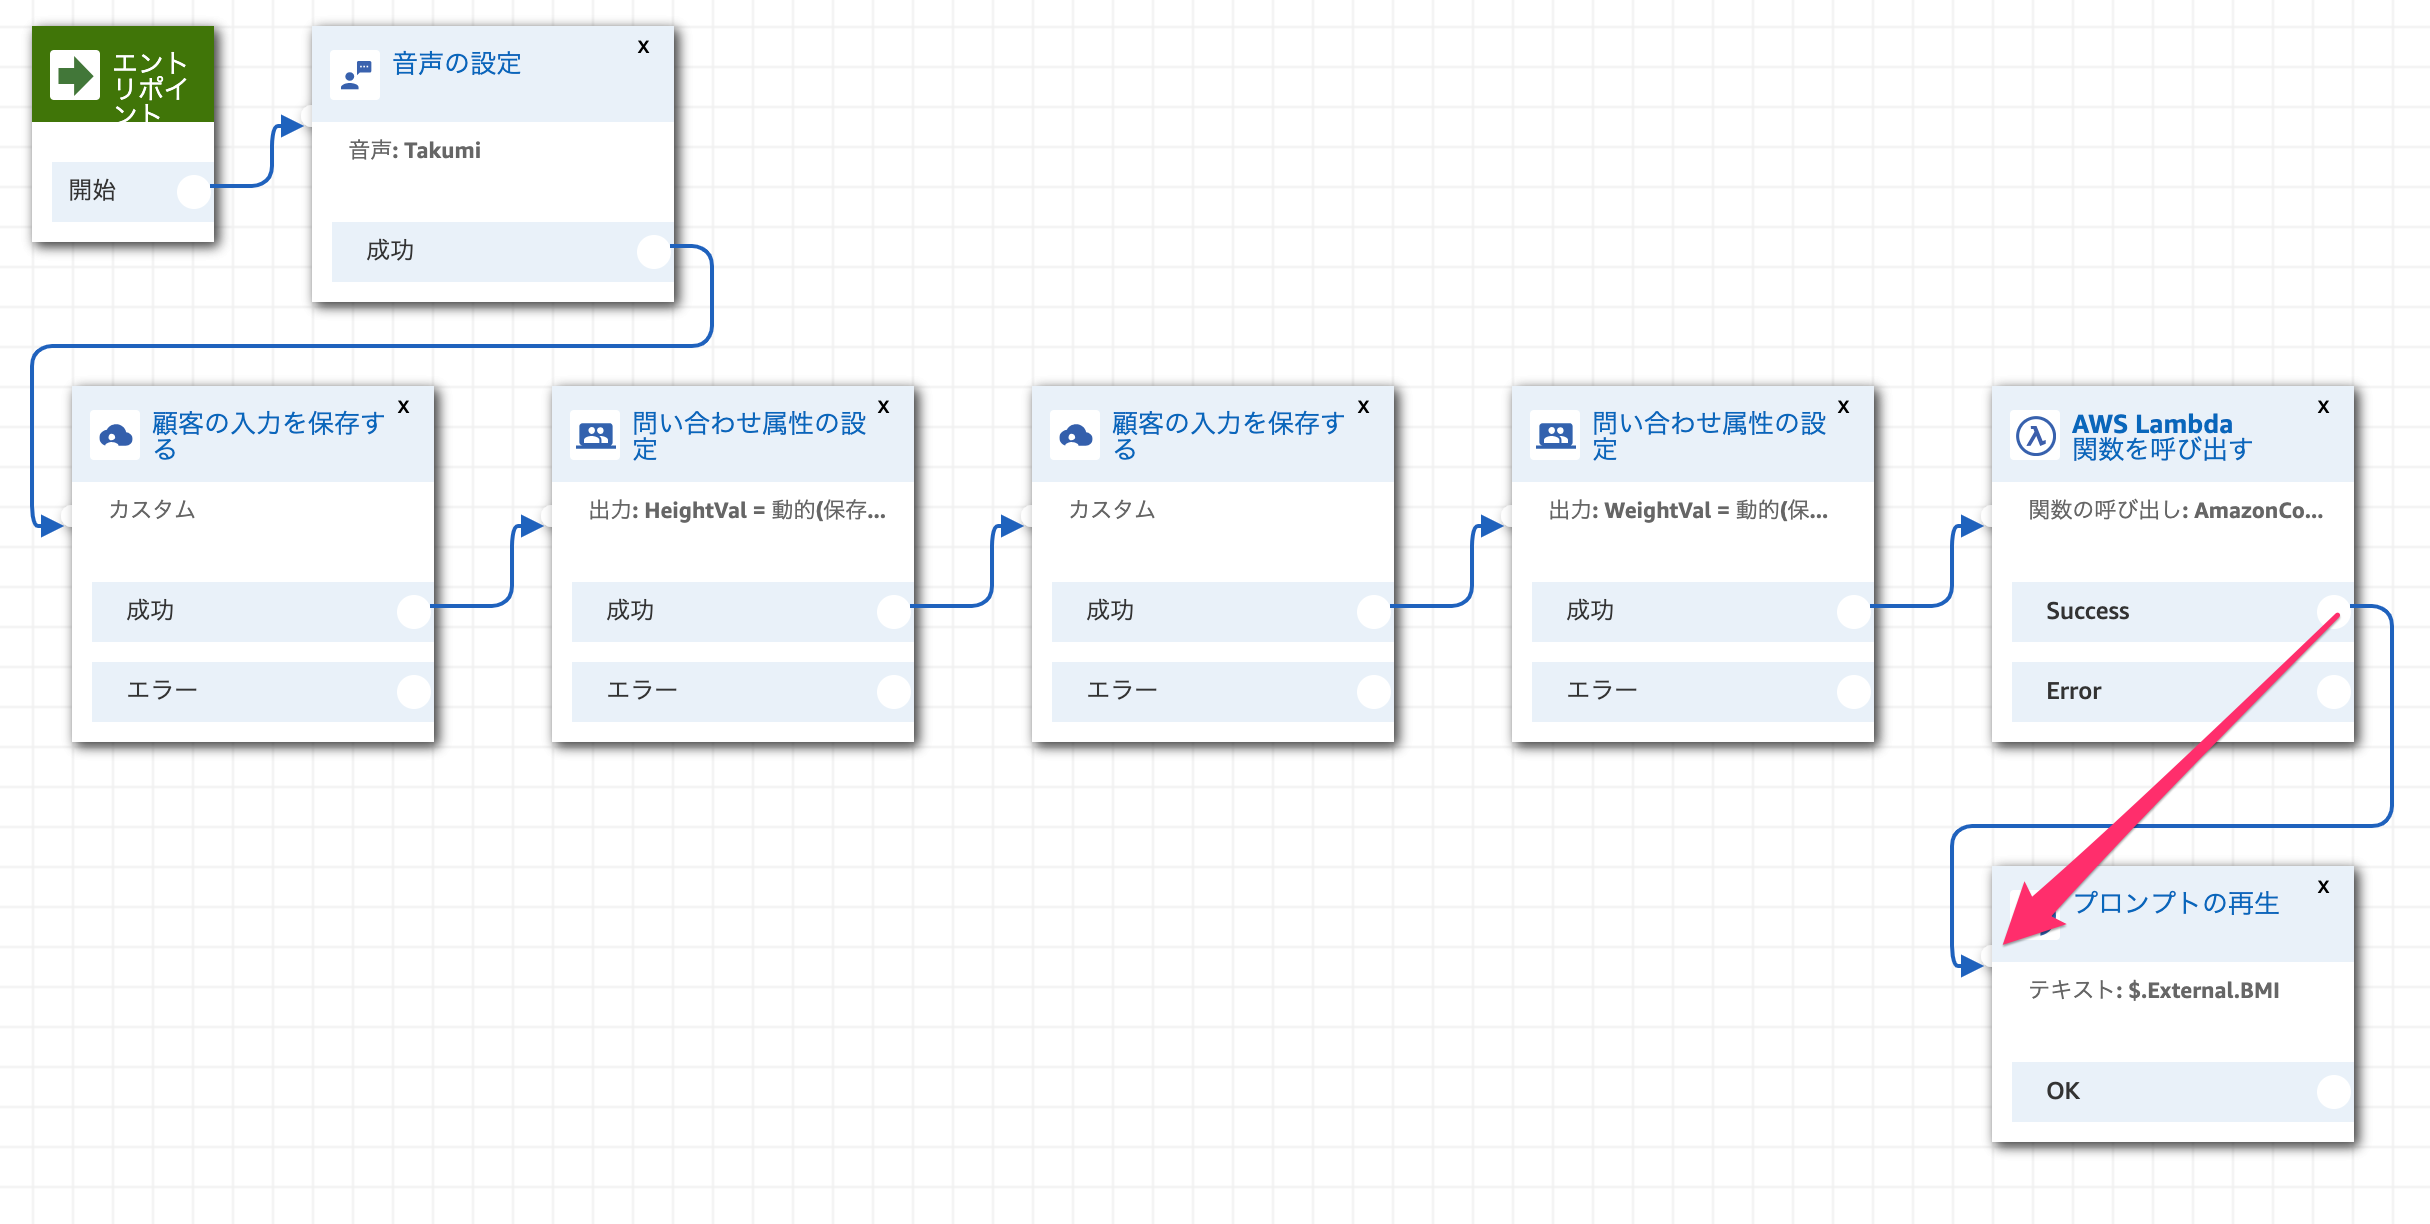 エント
リポイ
ント
開始
音声の設定
X
音声: Takumi
成功
顧客の入力を保存す
る
X
カスタム
成功
エラー
問い合わせ属性の設
定
X
出力: HeightVal = 動的(保存...
成功
エラー
顧客の入力を保存す
る
X
カスタム
成功
エラー
問い合わせ属性の設
定
X
出力: WeightVal = 動的(保...
成功
エラー
AWS Lambda
関数を呼び出す
X
関数の呼び出し: AmazonCo...
Success
Error
プロンプトの再生
X
テキスト: $.External.BMI
OK